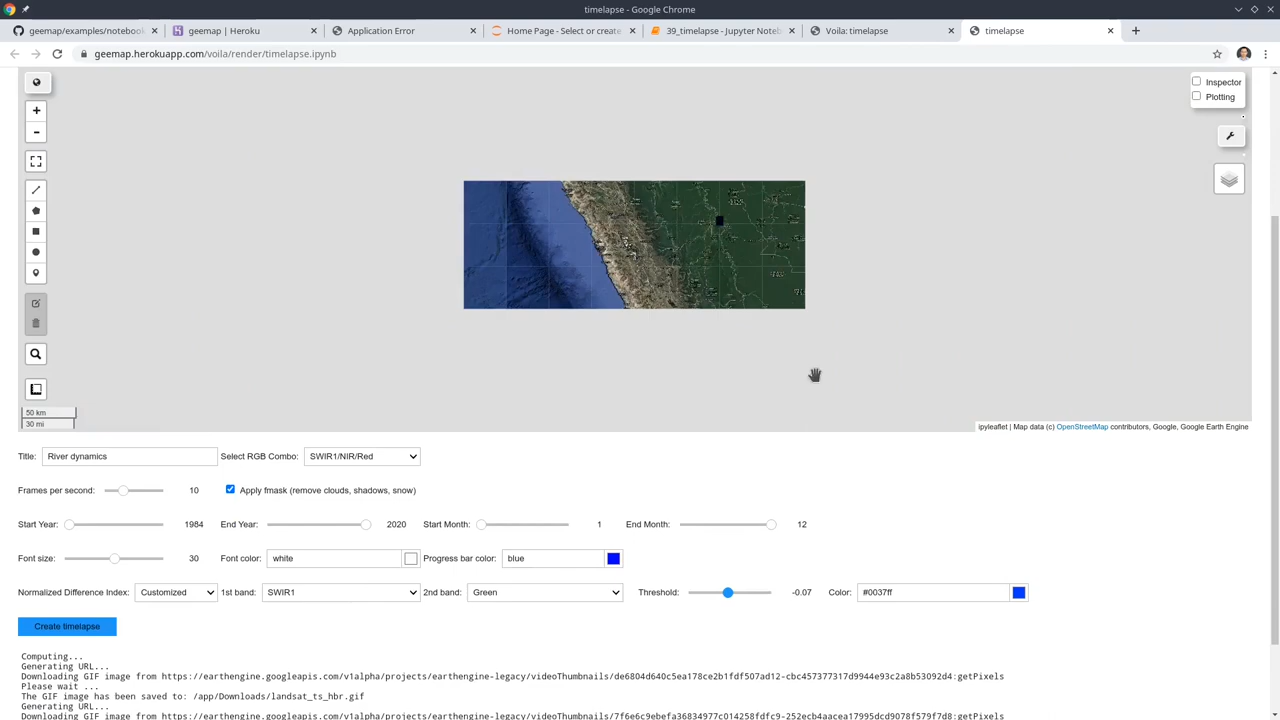 timelapse - Google Chrome
geemap/examples/notebook
geemap | Heroku
Application Error
Home Page - Select or create
39_timelapse - Jupyter Noteb
Voila: timelapse
timelapse
geemap.herokuapp.com/voila/render/timelapse.ipynb
Inspector
Plotting
+
-
50 km
30 mi
ipyleaflet | Map data (c) OpenStreetMap contributors, Google, Google Earth Engine
Title: River dynamics Select RGB Combo: SWIR1/NIR/Red
Frames per second: 10 Apply fmask (remove clouds, shadows, snow)
Start Year: 1984 End Year: 2020 Start Month: 1 End Month: 12
Font size: 30 Font color: white Progress bar color: blue
Normalized Difference Index: Customized 1st band: SWIR1 2nd band: Green Threshold: -0.07 Color: #0037ff
Create timelapse
Computing...
Generating URL...
Downloading GIF image from https://earthengine.googleapis.com/v1alpha/projects/earthengine-legacy/videoThumbnails/de6804d640c5ea178ce2b1fdf507ad12-cbc457377317d9944e93c2a8b53092d4:getPixels
Please wait ...
The GIF image has been saved to: /app/Downloads/landsat_ts_hbr.gif
Generating URL...
Downloading GIF image from https://earthengine.googleapis.com/v1alpha/projects/earthengine-legacy/videoThumbnails/7f6e6c9ebefa36834977c014258fdfc9-252ecb4aacea17995dcd9078f579f7d8:getPixels